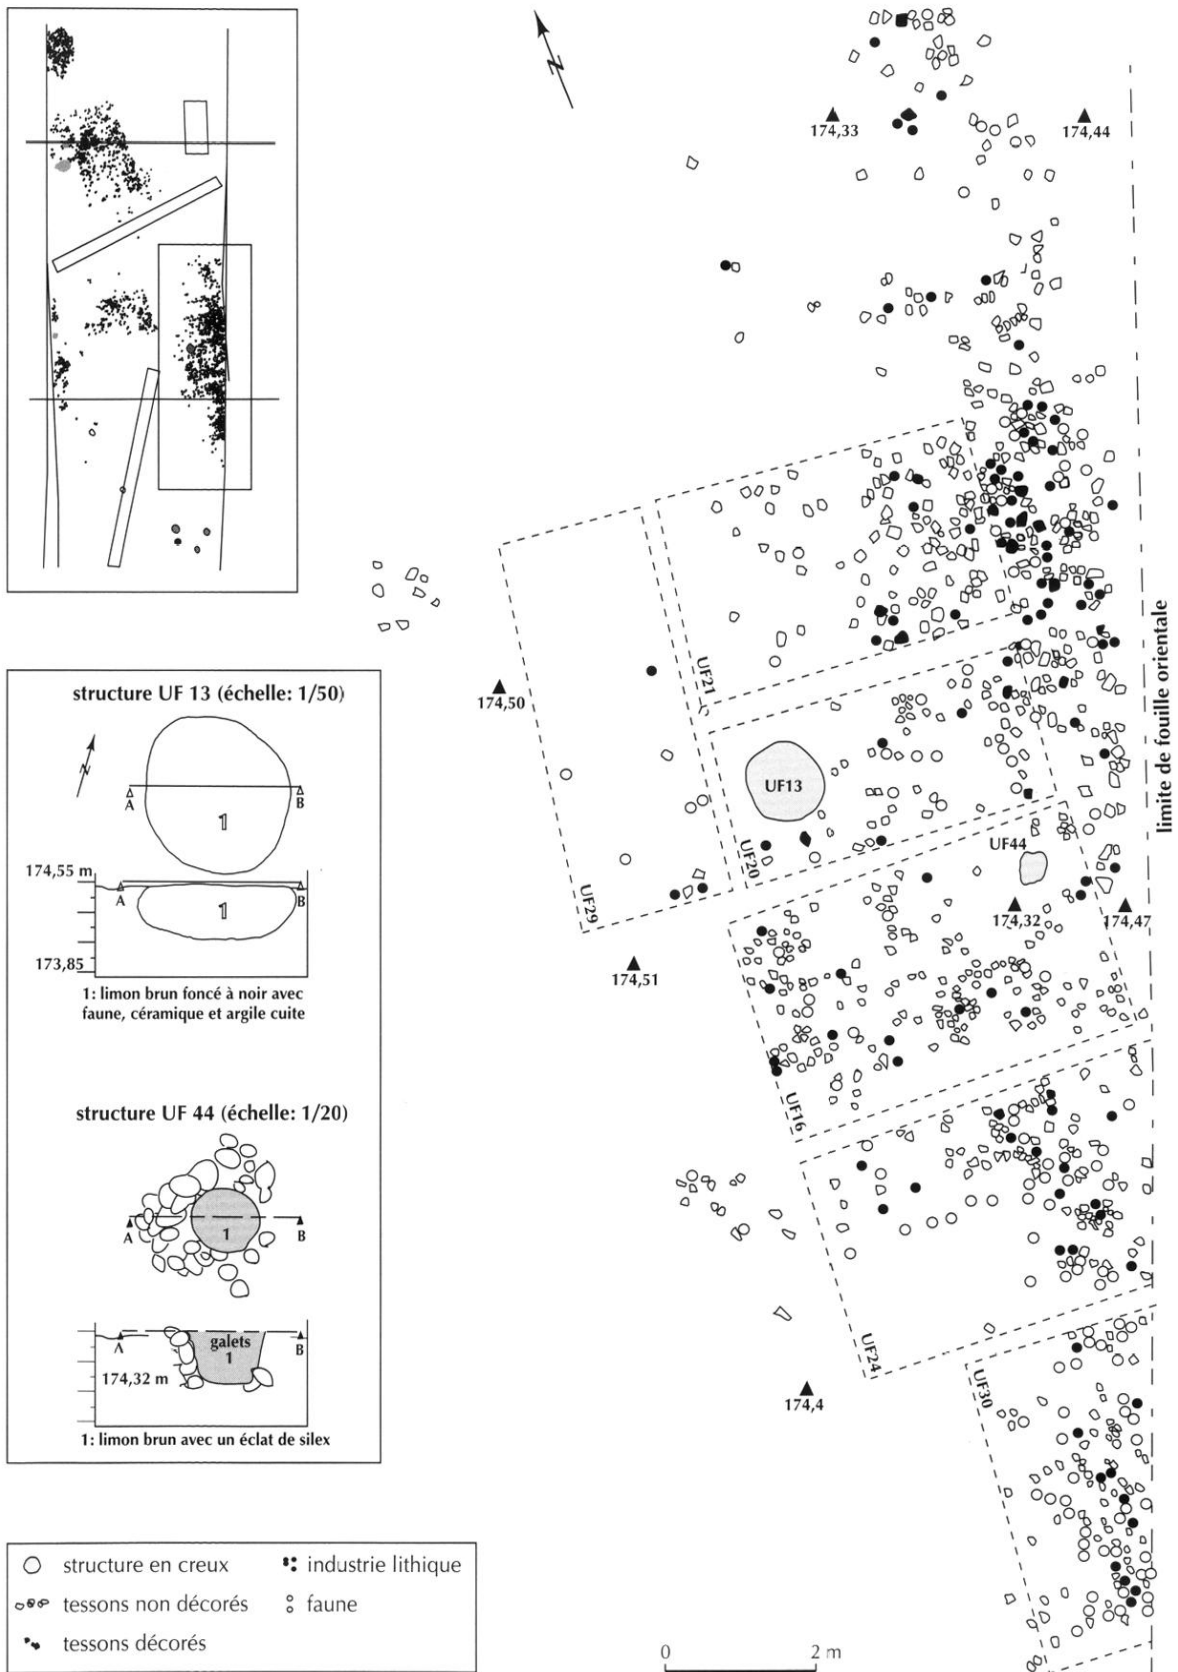 N
174,33
174,44
limite de fouille orientale
174,50
UF21
UF13
UF20
UF44
UF29
174,32
174,47
174,51
UF16
UF24
174,4
UF30
0 2 m
structure UF 13 (échelle: 1/50)
N
A B
1
174,55 m
A B
1
173,85
1: limon brun foncé à noir avec
faune, céramique et argile cuite
structure UF 44 (échelle: 1/20)
A B
1
A B
galets
1
174,32 m
1: limon brun avec un éclat de silex
structure en creux
industrie lithique
tessons non décorés
faune
tessons décorés